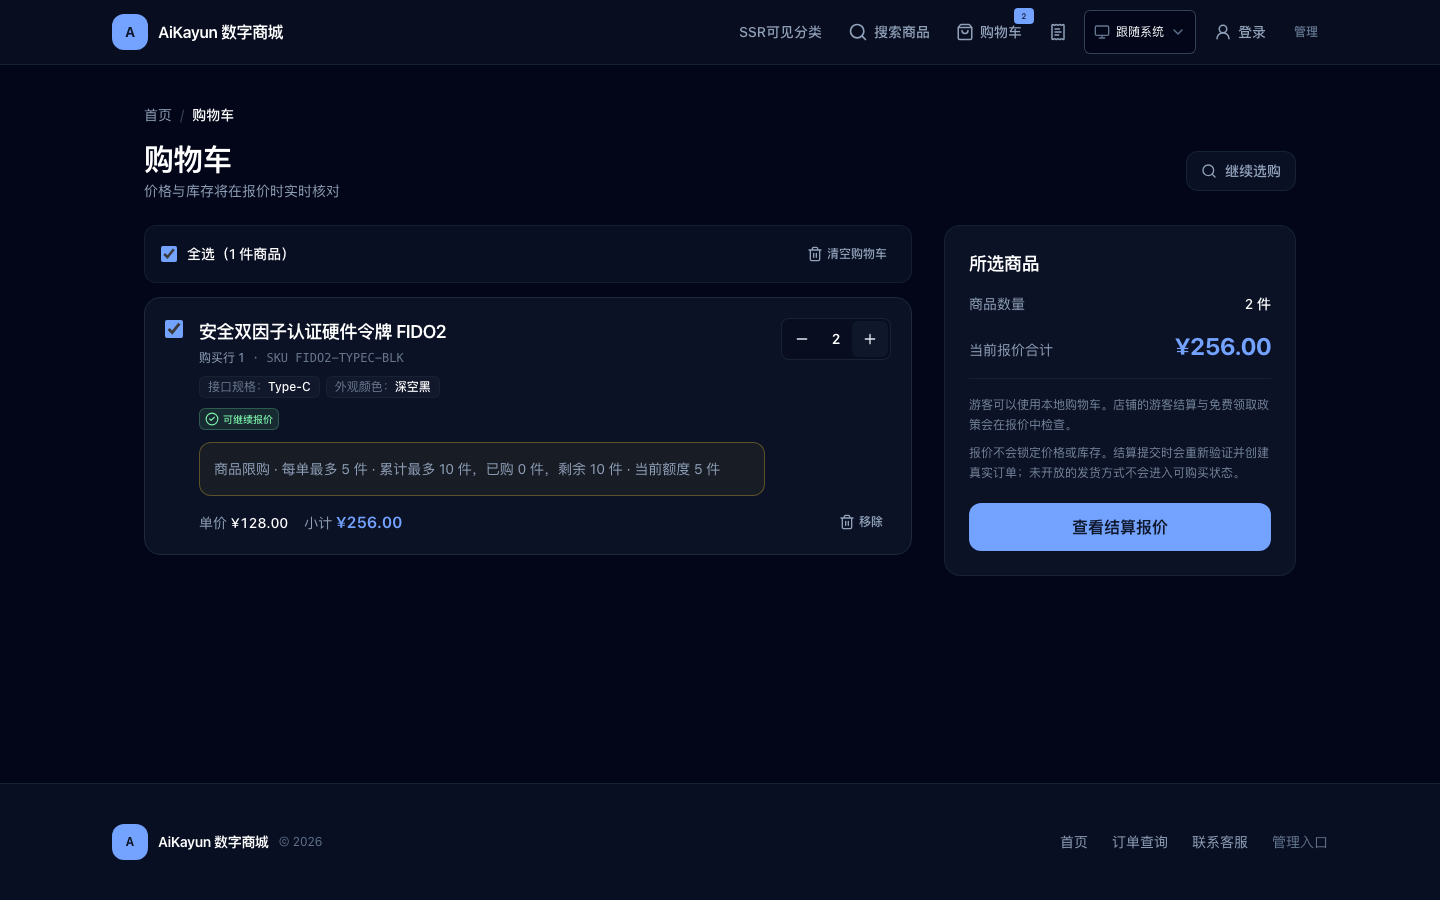 A AiKayun 数字商城 SSR可见分类 搜索商品 购物车 2 跟随系统 登录 管理
首页 / 购物车
购物车
价格与库存将在报价时实时核对
继续选购
全选（1 件商品）
清空购物车
安全双因子认证硬件令牌 FIDO2
购买行 1 · SKU FIDO2-TYPEC-BLK
接口规格： Type-C 外观颜色： 深空黑
可继续报价
商品限购 · 每单最多 5 件 · 累计最多 10 件，已购 0 件，剩余 10 件 · 当前额度 5 件
单价 ¥128.00 小计 ¥256.00
移除
2
所选商品
商品数量 2 件
当前报价合计 ¥256.00
游客可以使用本地购物车。店铺的游客结算与免费领取政
策会在报价中检查。
报价不会锁定价格或库存。结算提交时会重新验证并创建
真实订单；未开放的发货方式不会进入可购买状态。
查看结算报价
A AiKayun 数字商城 © 2026
首页 订单查询 联系客服 管理入口